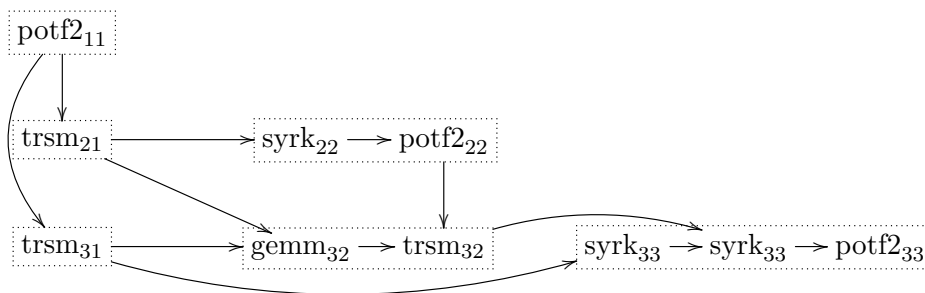 potf2₁₁
trsm₂₁ syrk₂₂ potf2₂₂
trsm₃₁ gemm₃₂ trsm₃₂ syrk₃₃ syrk₃₃ potf2₃₃